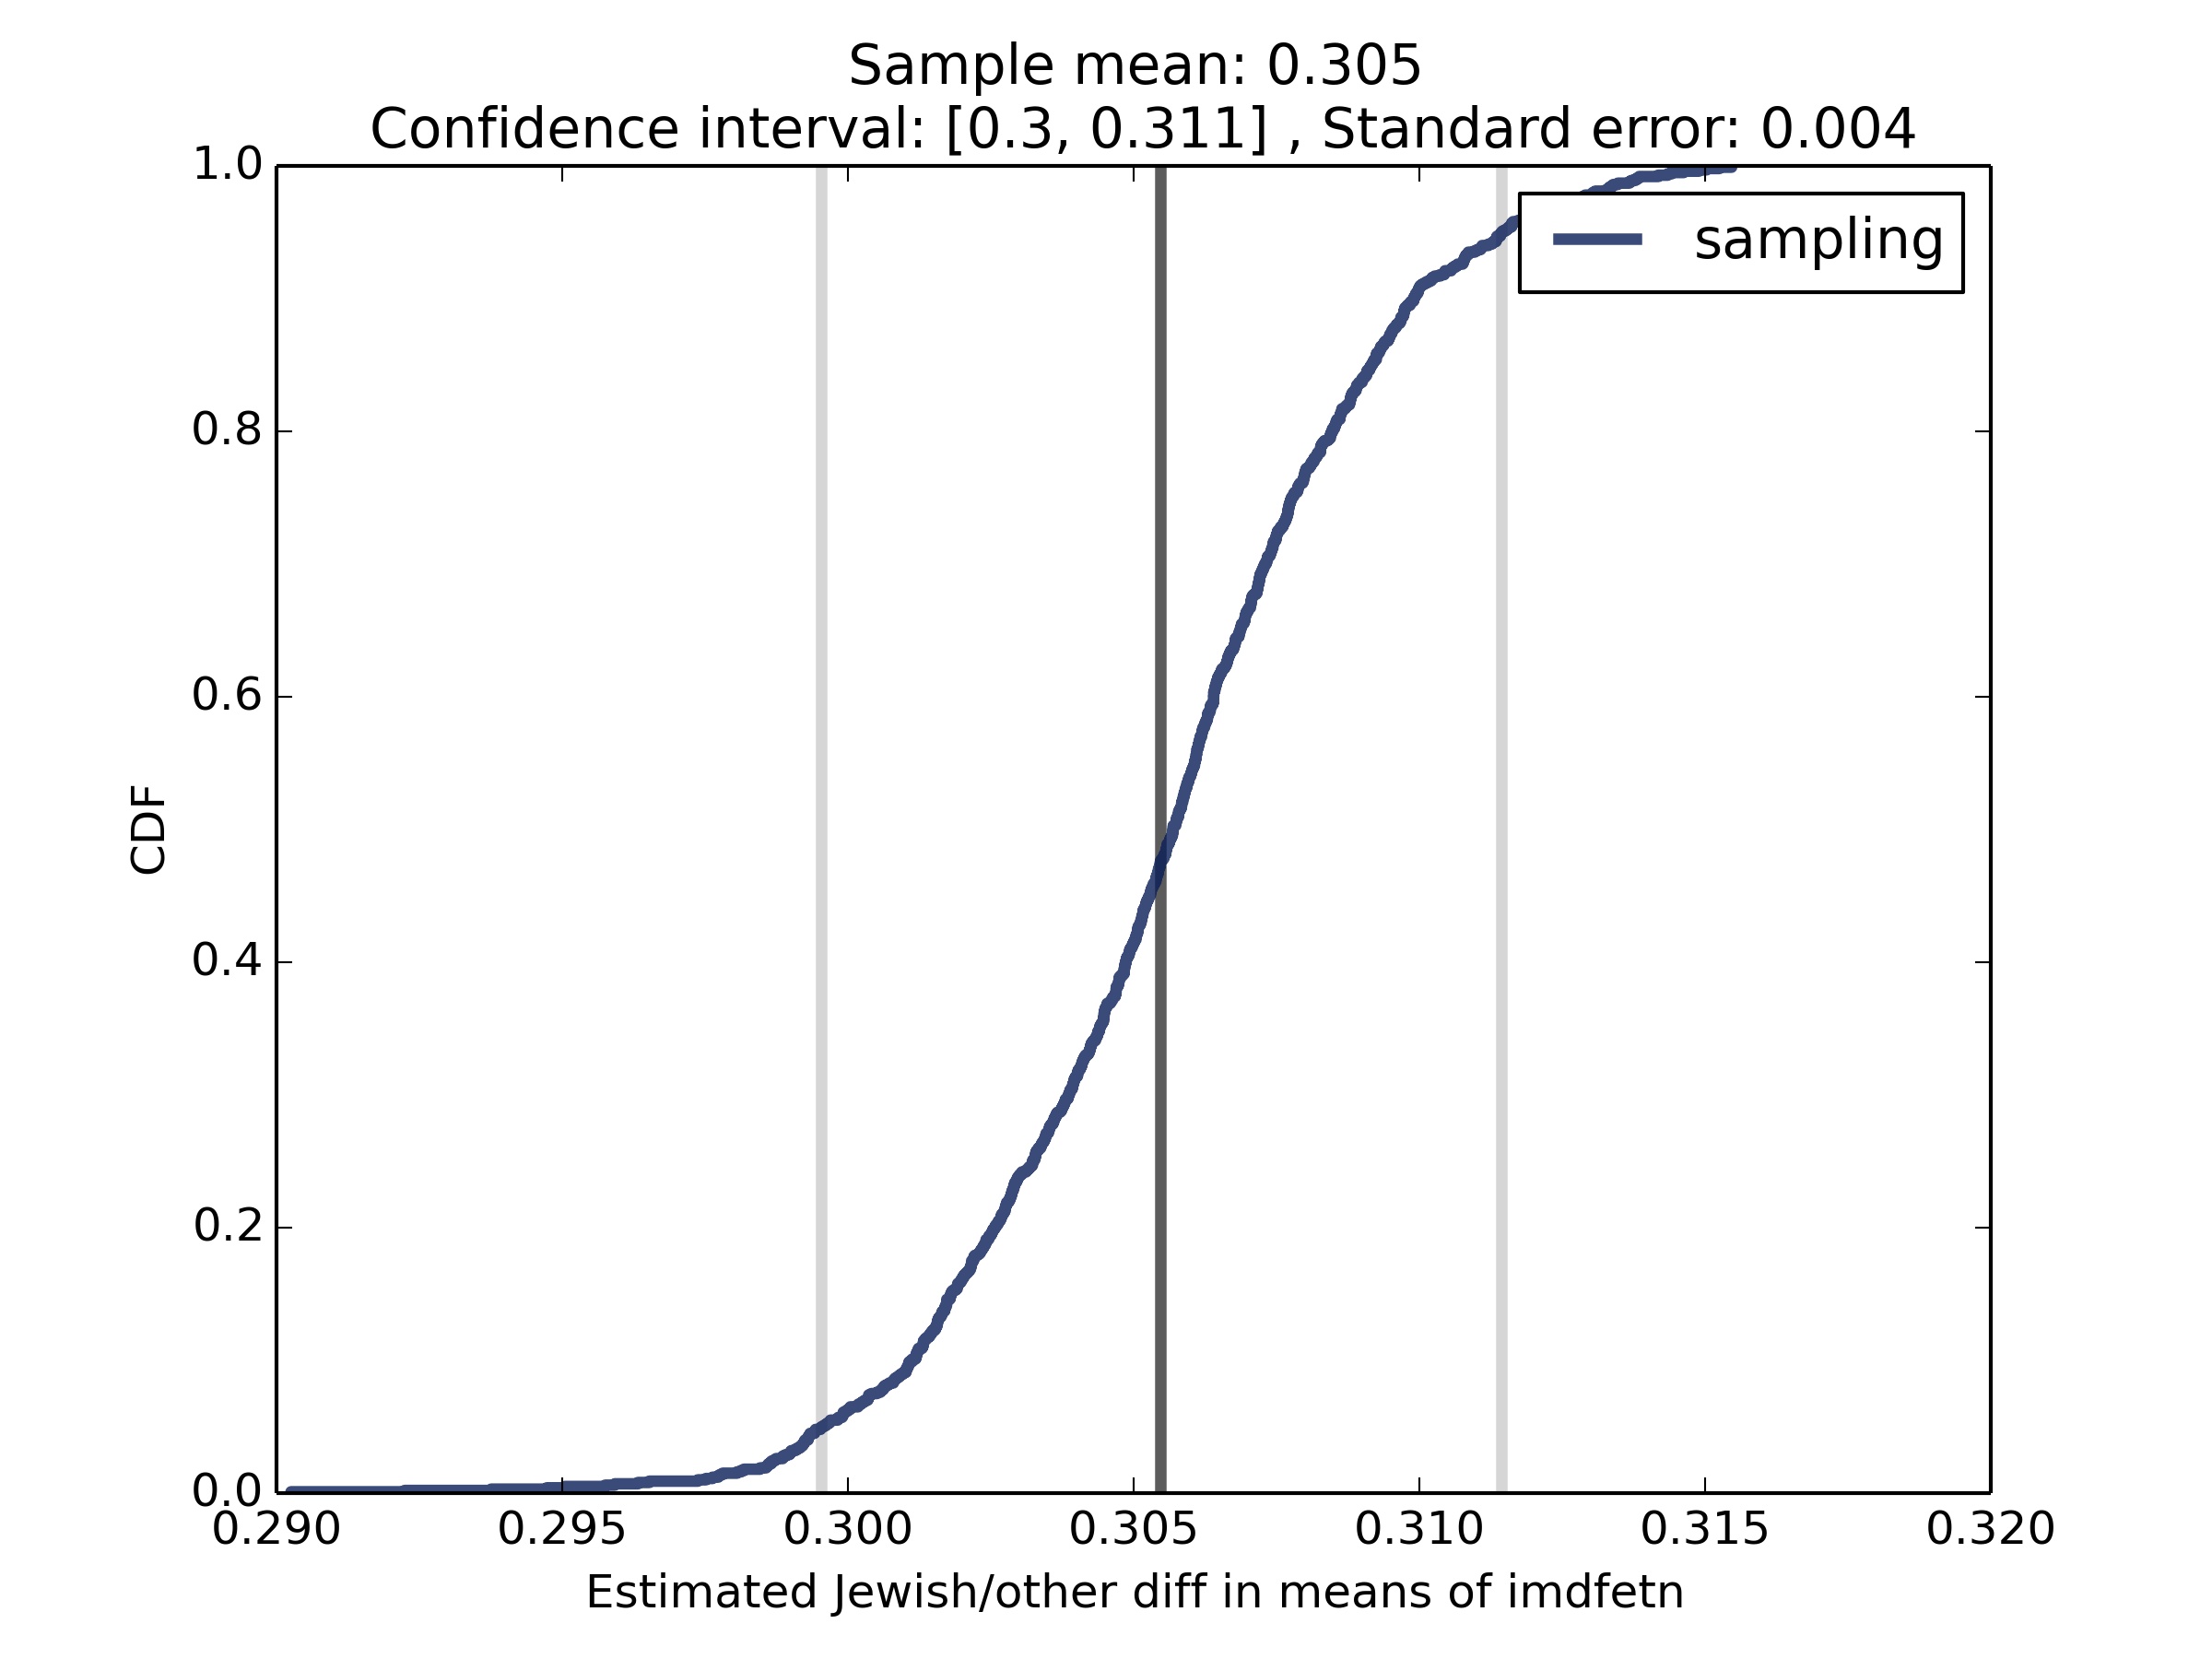 Sample mean: 0.305
Confidence interval: [0.3, 0.311] , Standard error: 0.004
sampling
1.0
0.8
0.6
0.4
0.2
0.0
CDF
0.290 0.295 0.300 0.305 0.310 0.315 0.320
Estimated Jewish/other diff in means of imdfetn